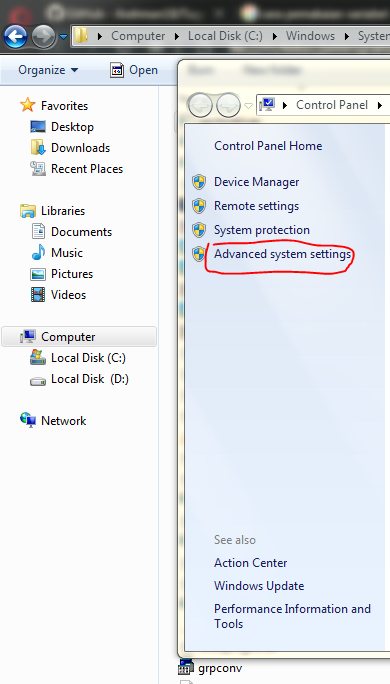 Computer
Local Disk (C:)
Windows
Organize
Open
Favorites
Desktop
Downloads
Recent Places
Libraries
Documents
Music
Pictures
Videos
Computer
Local Disk (C:)
Local Disk (D:)
Network
Control Panel
Control Panel Home
Device Manager
Remote settings
System protection
Advanced system settings
See also
Action Center
Windows Update
Performance Information and
Tools
grpconv